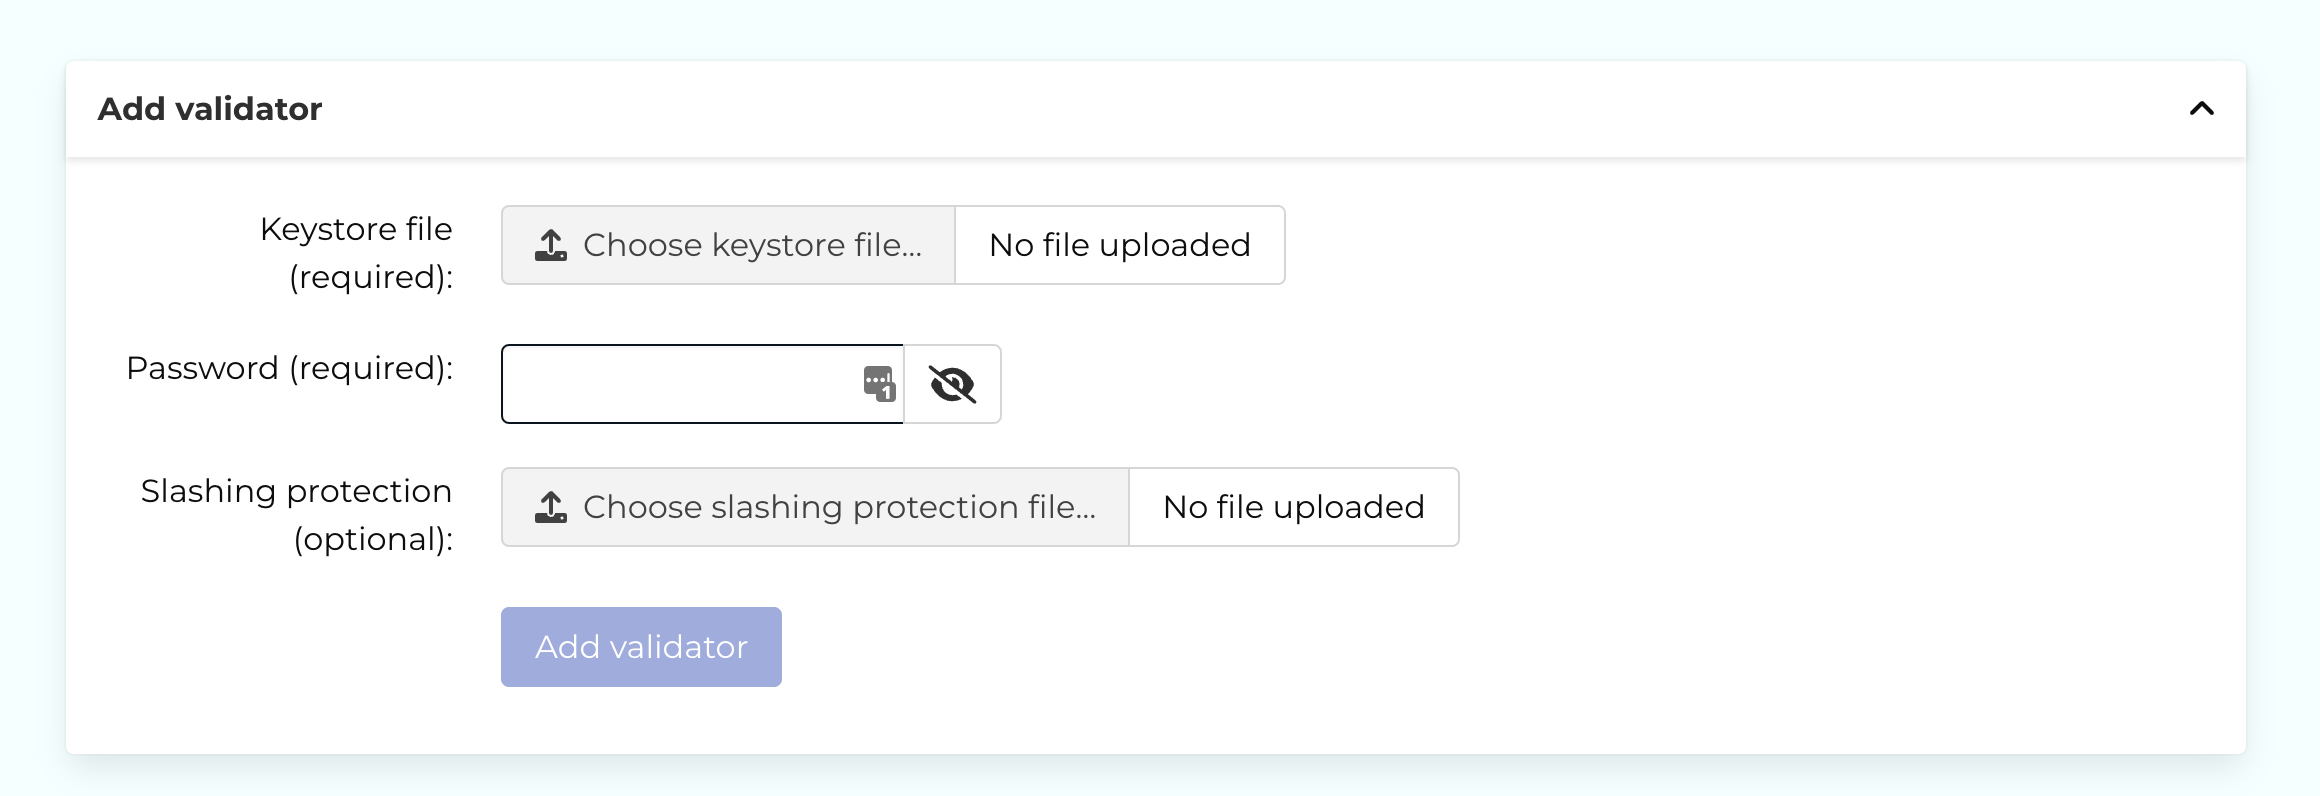 Add validator
Keystore file
(required):
Choose keystore file...
No file uploaded
Password (required):
1
Slashing protection
(optional):
Choose slashing protection file...
No file uploaded
Add validator